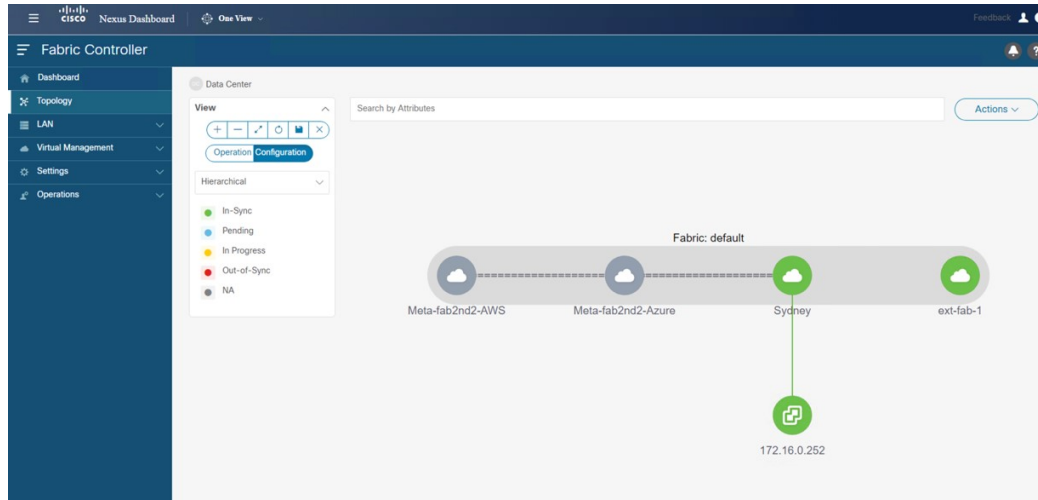 CISCO Nexus Dashboard One View Feedback
Fabric Controller
Dashboard
Topology
LAN
Virtual Management
Settings
Operations
Data Center
View
Search by Attributes
Actions
Operation Configuration
Hierarchical
In-Sync
Pending
In Progress
Out-of-Sync
NA
Fabric: default
Meta-fab2nd2-AWS Meta-fab2nd2-Azure Sydney ext-fab-1
172.16.0.252